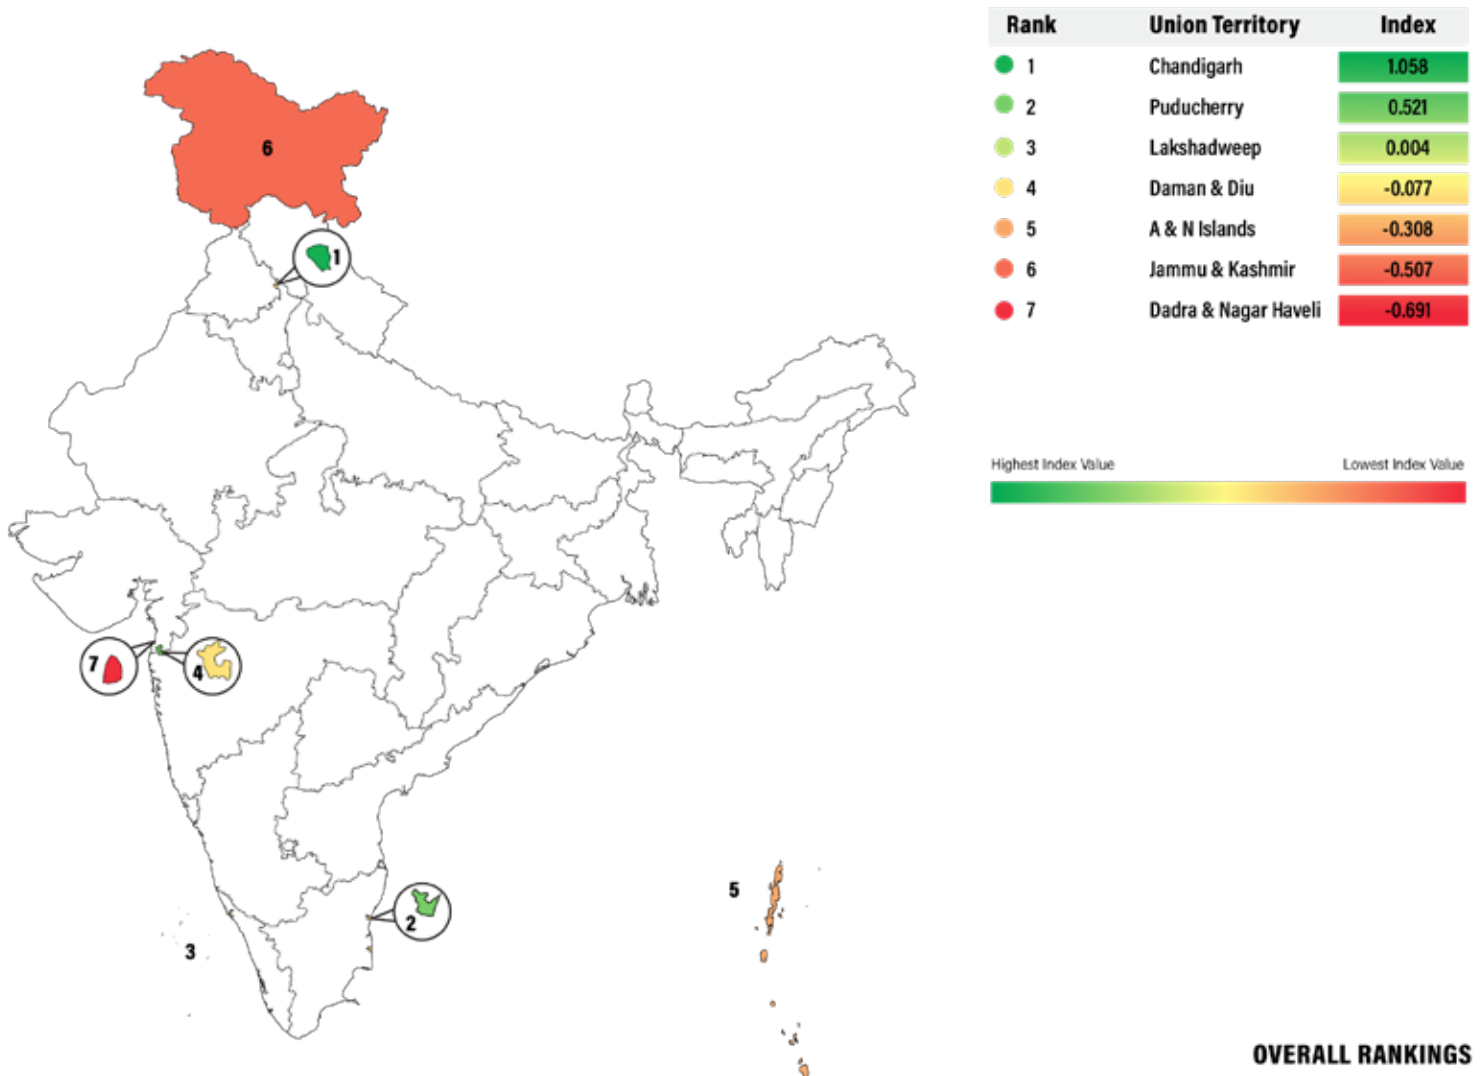 Rank Union Territory Index
1 Chandigarh 1.058
2 Puducherry 0.521
3 Lakshadweep 0.004
4 Daman & Diu -0.077
5 A & N Islands -0.308
6 Jammu & Kashmir -0.507
7 Dadra & Nagar Haveli -0.691
Highest Index Value Lowest Index Value
6
1
7
4
5
2
3
OVERALL RANKINGS